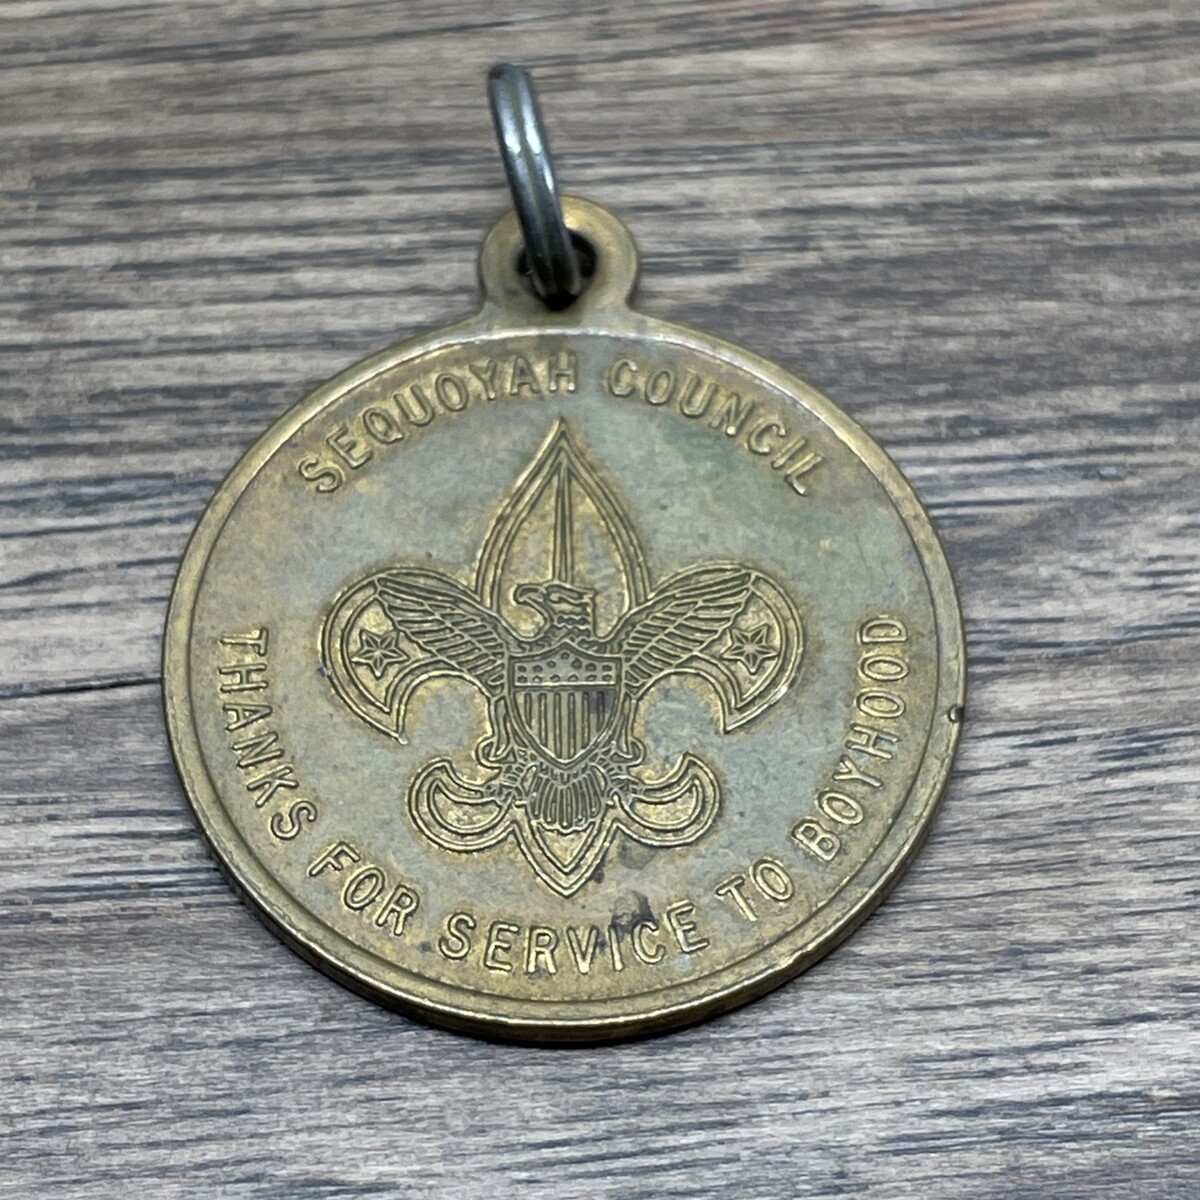 SEQUOYAH COUNCIL
THANKS FOR SERVICE TO BOYHOOD